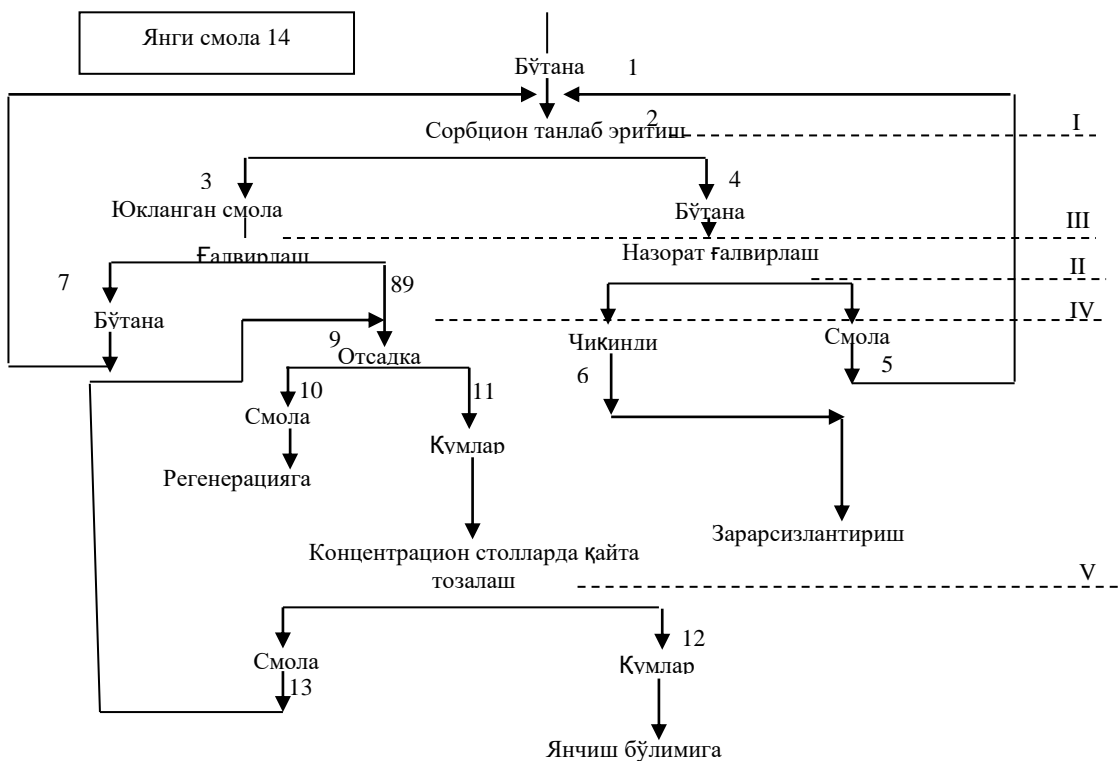 Янги смола 14
Бўтана 1
2
Сорбцион танлаб эритиш
I
3
4
Юкланган смола
Бўтана
III
Ғалвирлаш
Назорат ғалвирлаш
II
7
89
IV
Бўтана
9
Отсадка
Чиқинди
Смола
6
5
10
11
Смола
Қумлар
Регенерацияга
Зарарсизлантириш
Концентрацион столларда қайта
тозалаш
V
12
Смола
Қумлар
13
Янчиш бўлимига